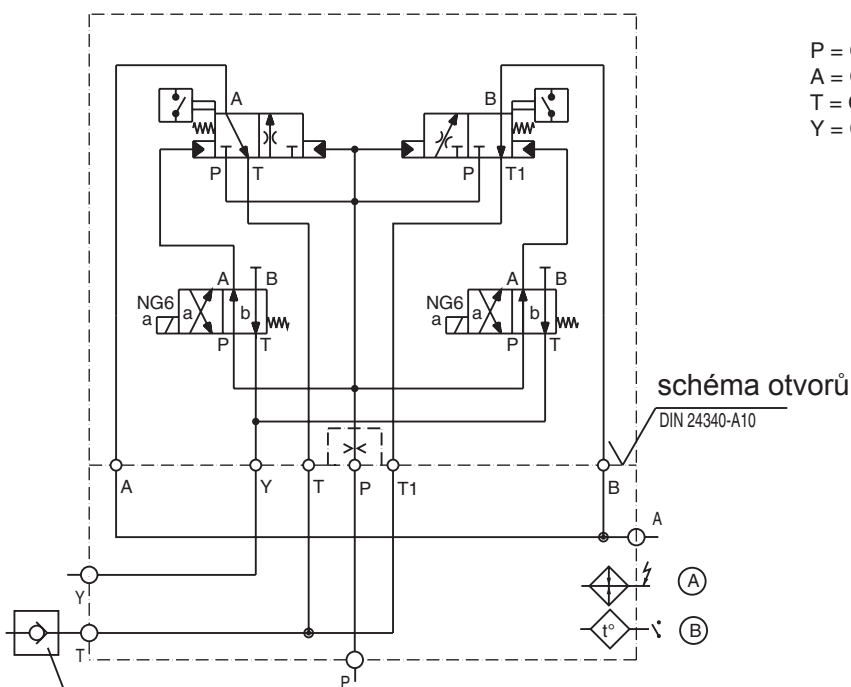 P =
A =
T =
Y =
A
B
P
T
P
T1
NG6
a
a
A
B
b
P
T
NG6
a
a
A
B
b
P
T
schéma otvorů
DIN 24340-A10
A
Y
T
P
T1
B
A
Y
A
T
t°
B
P